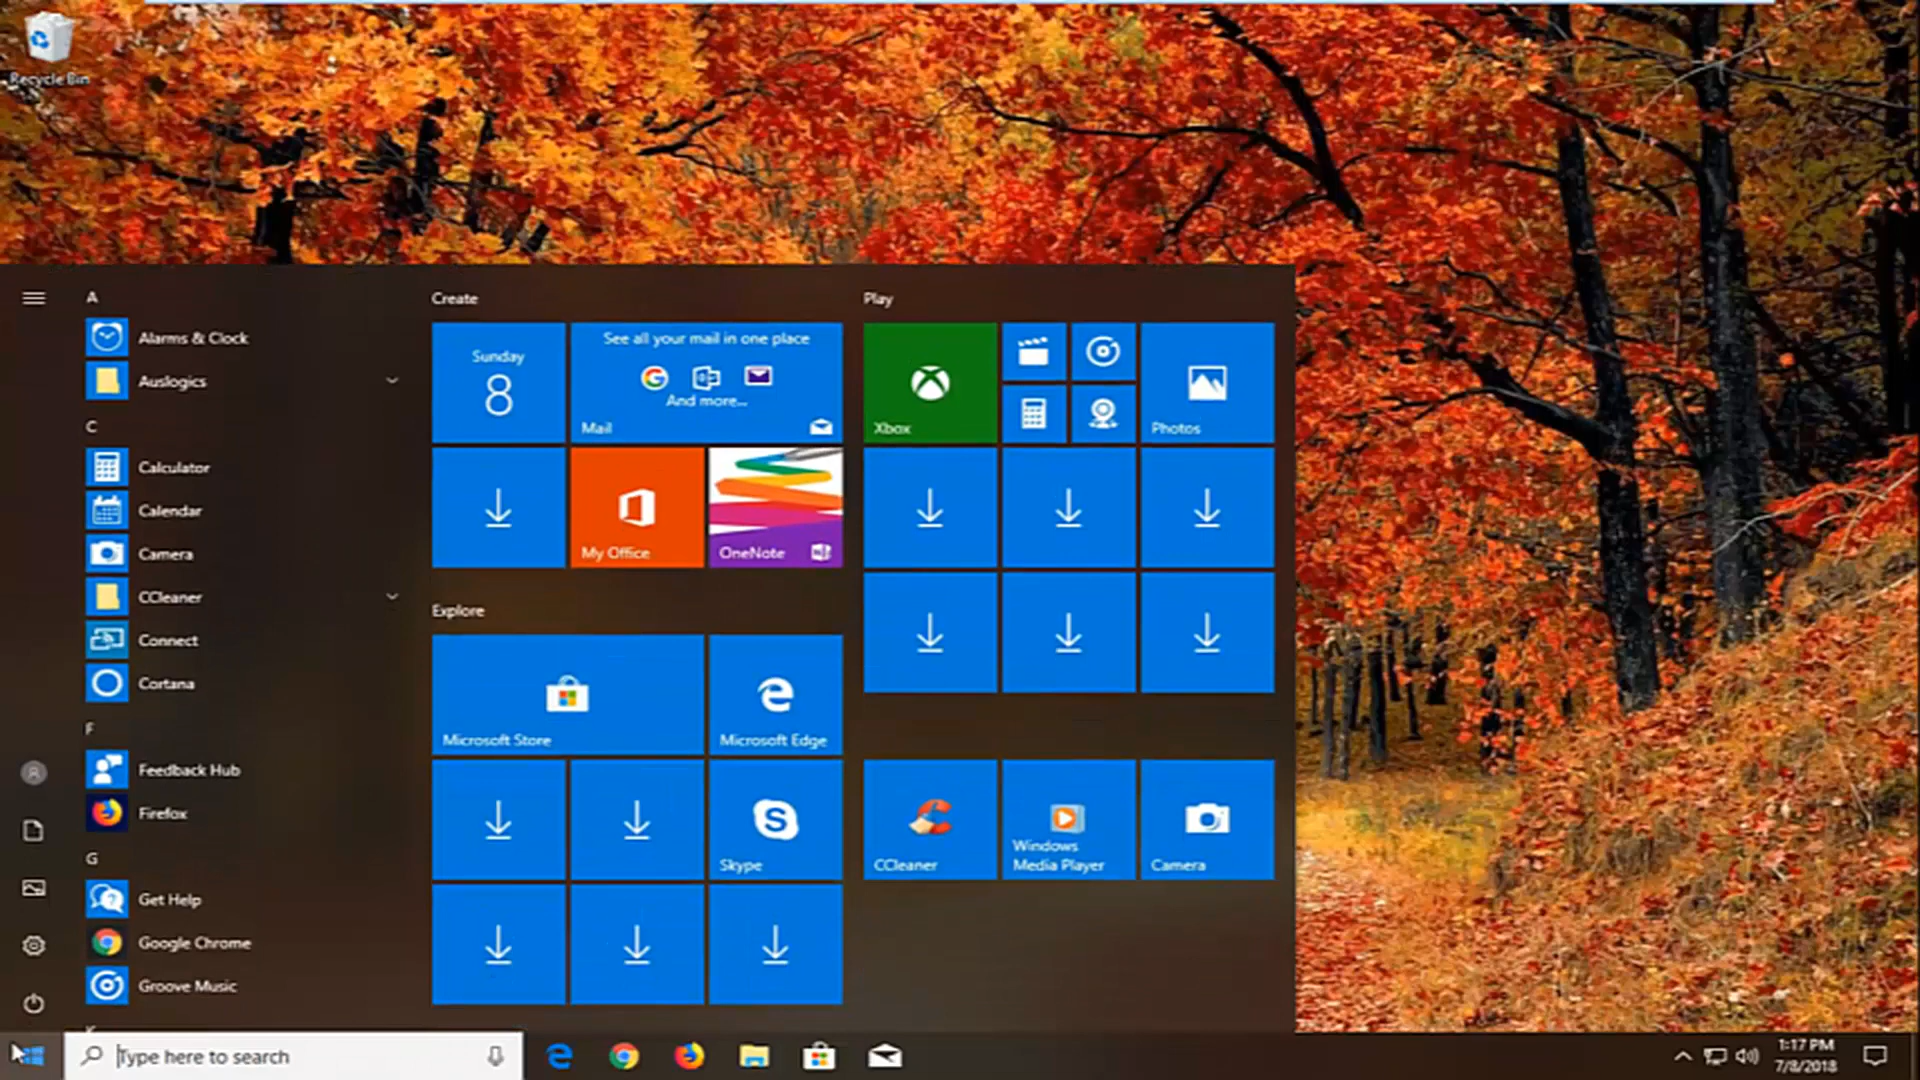 Recycle Bin
A
Alarms & Clock
Auslogics
C
Calculator
Calendar
Camera
CCleaner
Connect
Cortana
F
Feedback Hub
Firefox
G
Get Help
Google Chrome
Groove Music
Create
Sunday
8
See all your mail in one place
And more...
Mail
My Office
OneNote
Explore
Microsoft Store
Microsoft Edge
Skype
Play
Xbox
Photos
CCleaner
Windows
Media Player
Camera
Type here to search
1:17 PM
7/8/2018